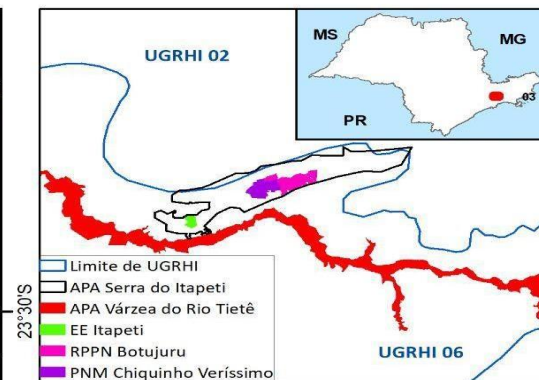 UGRHI 02
MS
MG
03
PR
Limite de UGRHI
APA Serra do Itapeti
APA Várzea do Rio Tietê
EE Itapeti
RPPN Botujuru
PNM Chiquinho Veríssimo
UGRHI 06
23°30'S